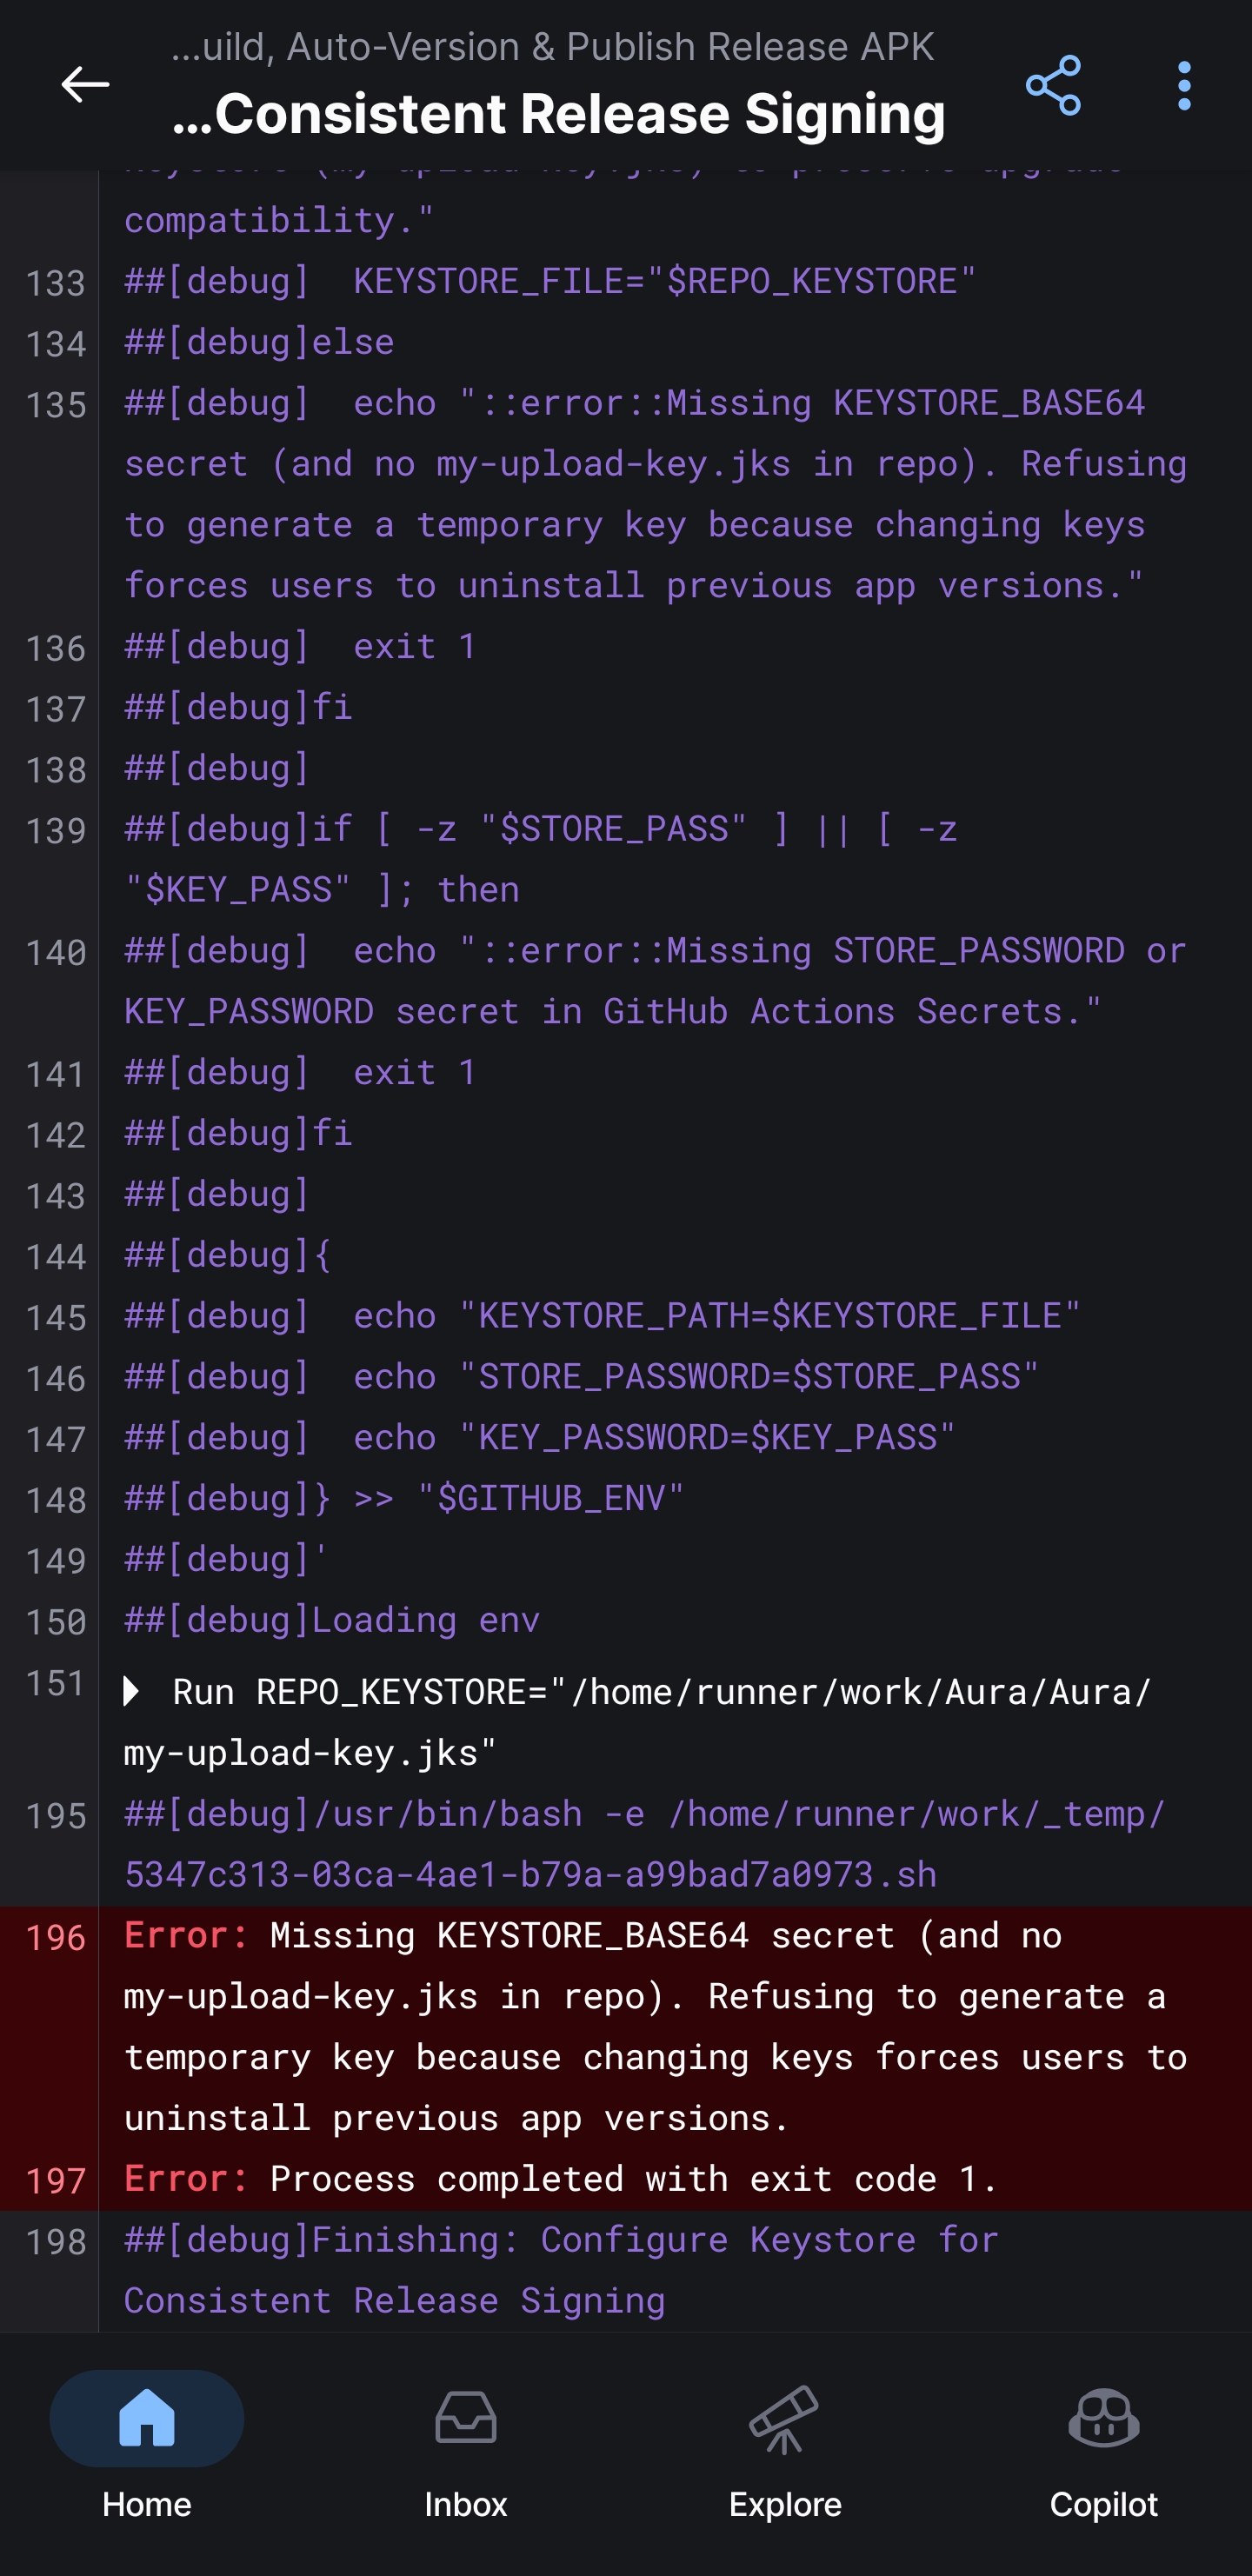 ...uild, Auto-Version & Publish Release APK
...Consistent Release Signing
compatibility."
133 ##[debug]  KEYSTORE_FILE="$REPO_KEYSTORE"
134 ##[debug]else
135 ##[debug]  echo "::error::Missing KEYSTORE_BASE64
secret (and no my-upload-key.jks in repo). Refusing
to generate a temporary key because changing keys
forces users to uninstall previous app versions."
136 ##[debug]  exit 1
137 ##[debug]fi
138 ##[debug]
139 ##[debug]if [ -z "$STORE_PASS" ] || [ -z
"$KEY_PASS" ]; then
140 ##[debug]  echo "::error::Missing STORE_PASSWORD or
KEY_PASSWORD secret in GitHub Actions Secrets."
141 ##[debug]  exit 1
142 ##[debug]fi
143 ##[debug]
144 ##[debug]{
145 ##[debug]  echo "KEYSTORE_PATH=$KEYSTORE_FILE"
146 ##[debug]  echo "STORE_PASSWORD=$STORE_PASS"
147 ##[debug]  echo "KEY_PASSWORD=$KEY_PASS"
148 ##[debug]} >> "$GITHUB_ENV"
149 ##[debug]'
150 ##[debug]Loading env
151 Run REPO_KEYSTORE="/home/runner/work/Aura/Aura/
my-upload-key.jks"
195 ##[debug]/usr/bin/bash -e /home/runner/work/_temp/
5347c313-03ca-4ae1-b79a-a99bad7a0973.sh
196 Error: Missing KEYSTORE_BASE64 secret (and no
my-upload-key.jks in repo). Refusing to generate a
temporary key because changing keys forces users to
uninstall previous app versions.
197 Error: Process completed with exit code 1.
198 ##[debug]Finishing: Configure Keystore for
Consistent Release Signing
Home
Inbox
Explore
Copilot